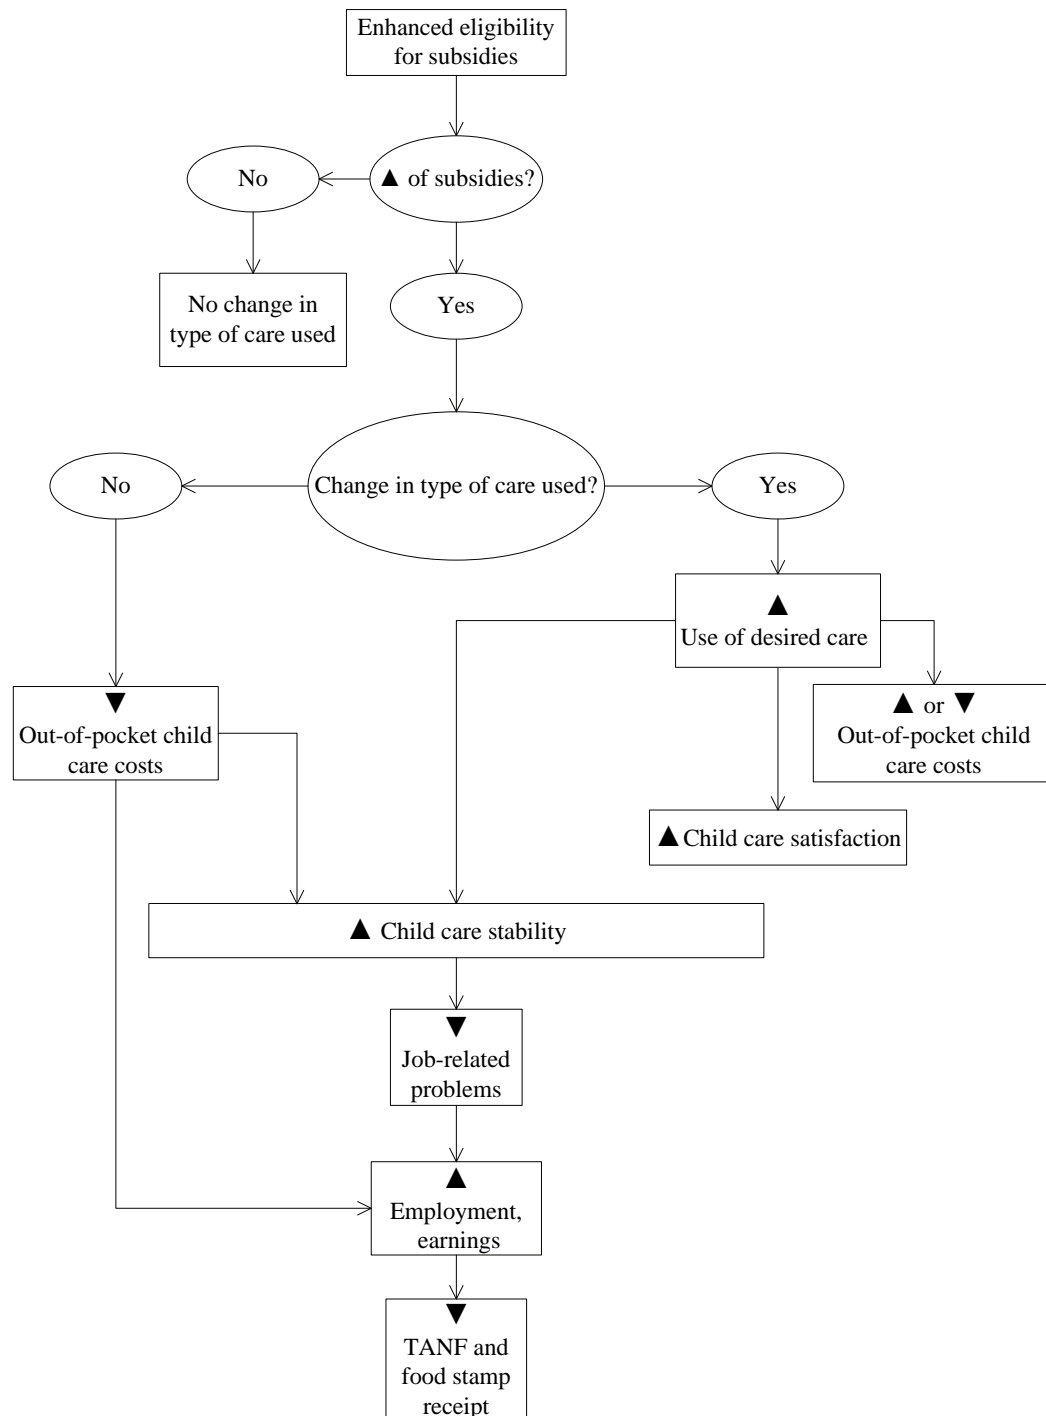 Enhanced eligibility
for subsidies
▲ of subsidies?
No
No change in
type of care used
Yes
Change in type of care used?
No
Yes
▲
Use of desired care
▼
Out-of-pocket child
care costs
▲ or ▼
Out-of-pocket child
care costs
▲ Child care satisfaction
▲ Child care stability
▼
Job-related
problems
▲
Employment,
earnings
▼
TANF and
food stamp
receipt